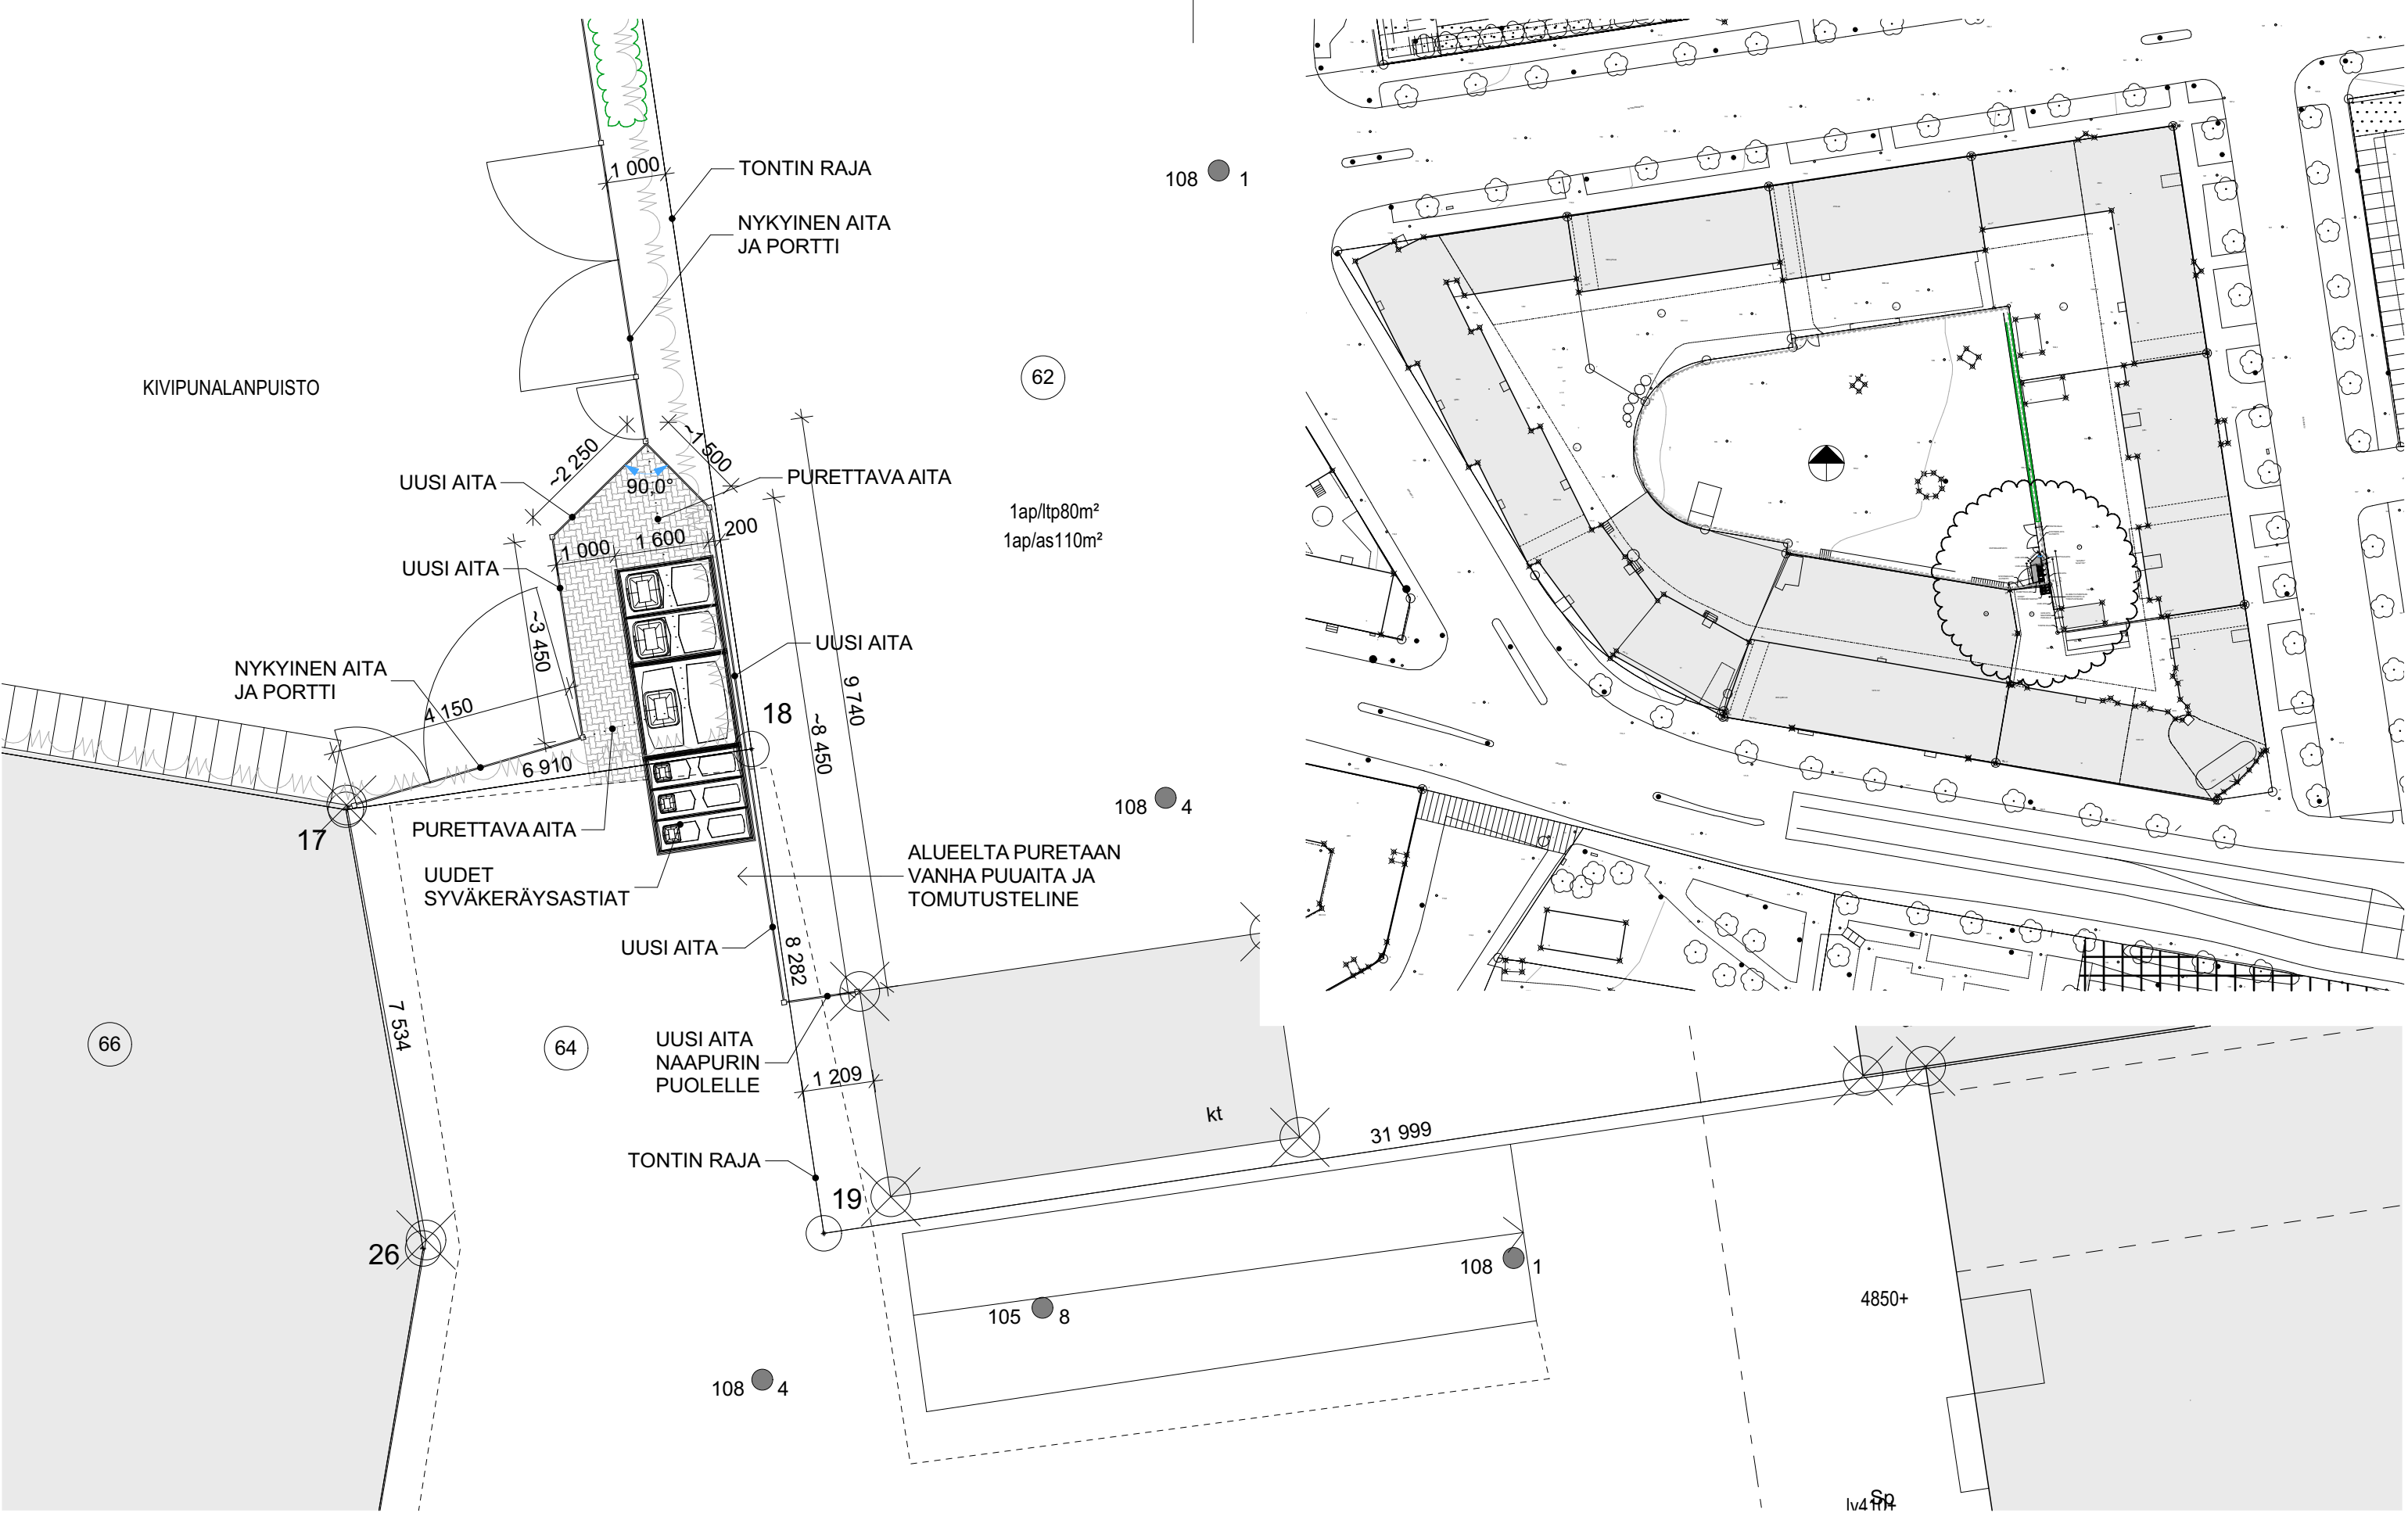 1 000
TONTIN RAJA
NYKYINEN AITA
JA PORTTI
108 1
KIVIPUNALANPUISTO
62
~2 250
~1 500
UUSI AITA
90,0°
PURETTAVA AITA
1ap/ltp80m²
1ap/as110m²
1 000
1 600
200
UUSI AITA
~3 450
UUSI AITA
NYKYINEN AITA
JA PORTTI
4 150
9 740
~8 450
18
6 910
17
PURETTAVA AITA
108 4
UUDET
SYVÄKERÄYSASTIAT
ALUEELTA PURETAAN
VANHA PUUAITA JA
TOMUTUSTELINE
UUSI AITA
8 282
7 534
66
64
UUSI AITA
NAAPURIN
PUOLELLE
1 209
kt
31 999
TONTIN RAJA
19
26
108 1
105 8
108 4
4850+
Sp